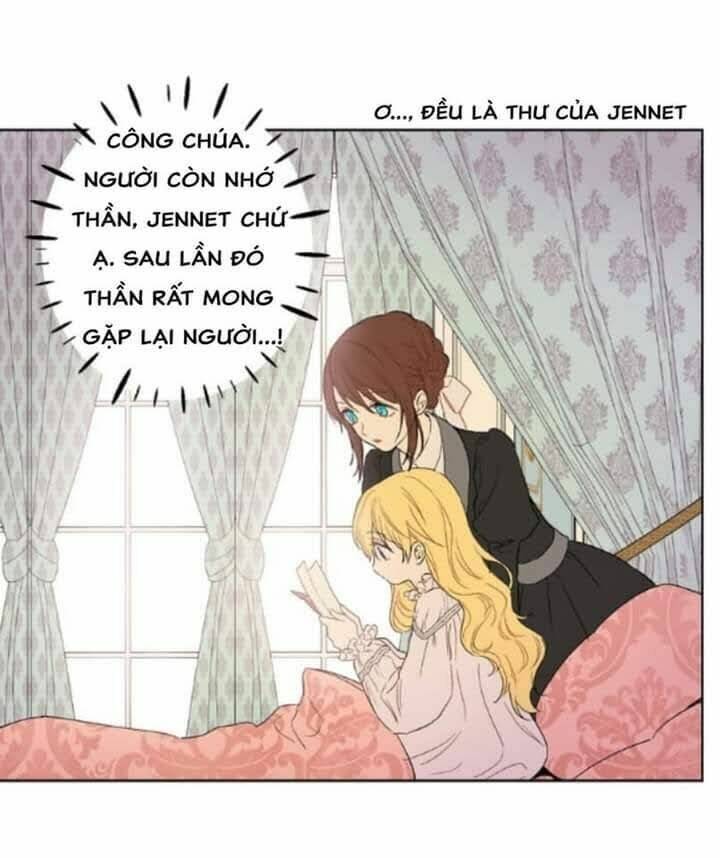 Ơ..., ĐỀU LÀ THƯ CỦA JENNET
CÔNG CHÚA.
NGƯỜI CÒN NHỚ
THẦN, JENNET CHỨ
Ạ. SAU LẦN ĐÓ
THẦN RẤT MONG
GẶP LẠI NGƯỜI...!